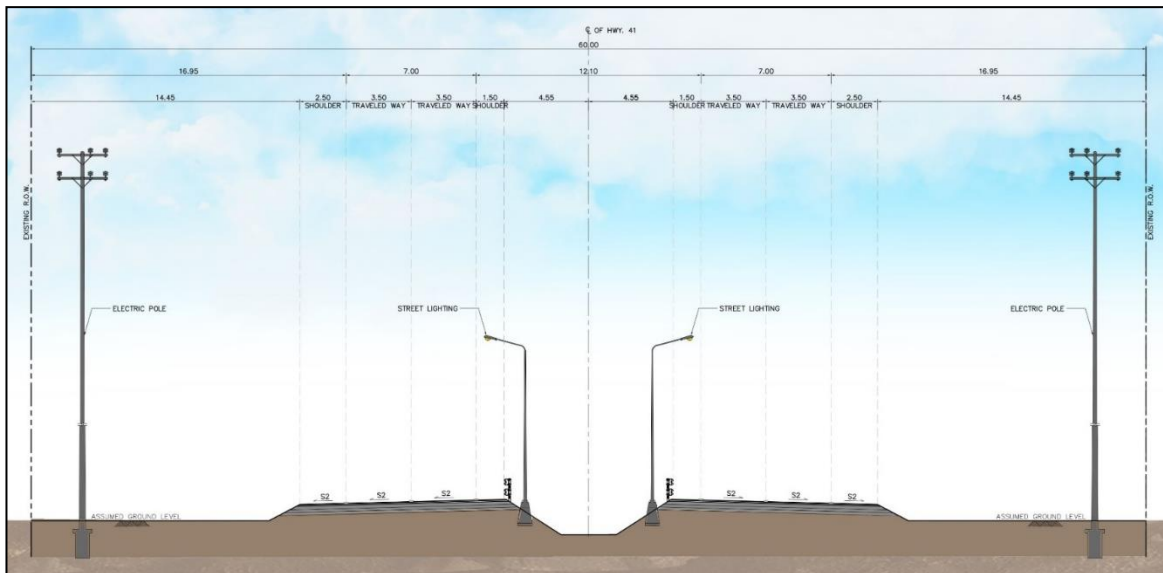 ℄ OF HWY. 41
60.00
16.95 7.00 12.10 7.00 16.95
14.45 2.50 3.50 3.50 1.50 4.55 4.55 1.50 3.50 3.50 2.50 14.45
SHOULDER TRAVELED WAY TRAVELED WAY SHOULDER SHOULDER TRAVELED WAY TRAVELED WAY SHOULDER
EXISTING R.O.W.
EXISTING R.O.W.
ELECTRIC POLE STREET LIGHTING STREET LIGHTING ELECTRIC POLE
S2 S2 S2 S2 S2 S2
ASSUMED GROUND LEVEL ASSUMED GROUND LEVEL